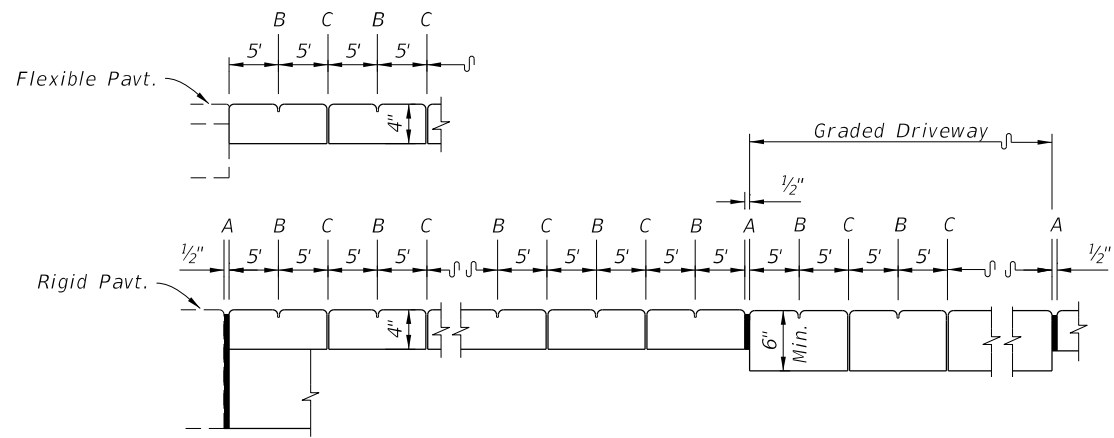 B C B C
5' 5' 5' 5'
Flexible Pavt.
4"
Graded Driveway
½"
A B C B C B C B C B A B C B C A
½" 5' 5' 5' 5' 5' 5' 5' 5' 5' 5' 5' 5' 5' ½"
Rigid Pavt.
4"
6" Min.